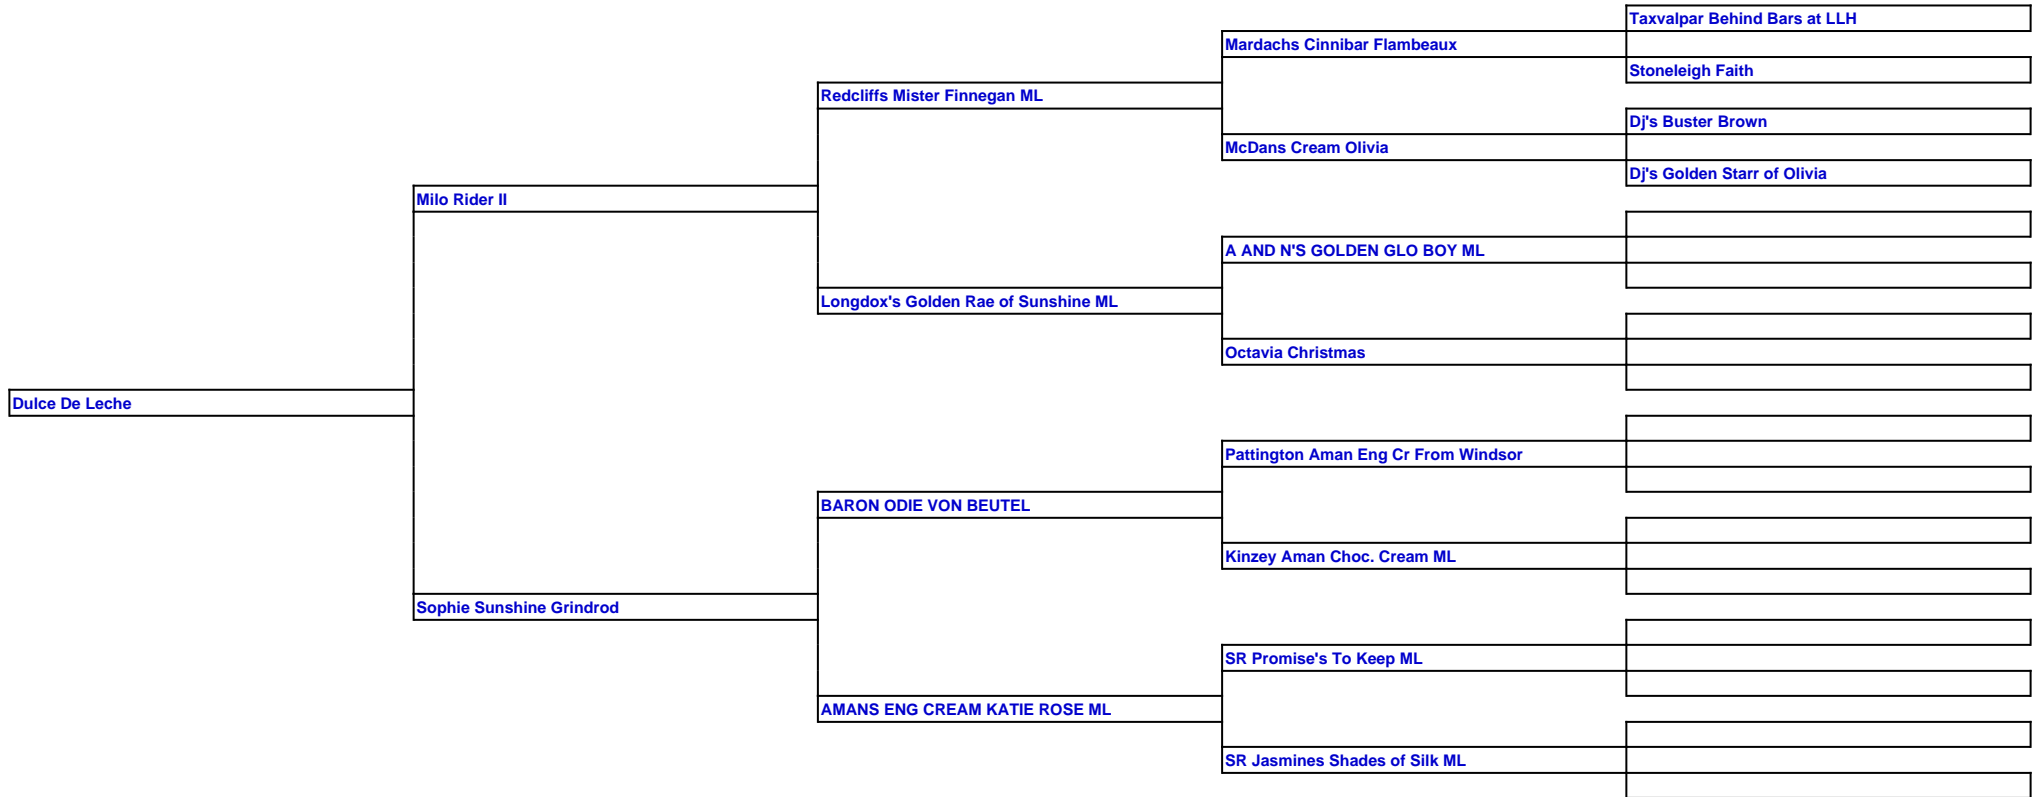 Taxvalpar Behind Bars at LLH
Mardachs Cinnibar Flambeaux
Stoneleigh Faith
Redcliffs Mister Finnegan ML
Dj's Buster Brown
McDans Cream Olivia
Dj's Golden Starr of Olivia
Milo Rider II
A AND N'S GOLDEN GLO BOY ML
Longdox's Golden Rae of Sunshine ML
Octavia Christmas
Dulce De Leche
Pattington Aman Eng Cr From Windsor
BARON ODIE VON BEUTEL
Kinzey Aman Choc. Cream ML
Sophie Sunshine Grindrod
SR Promise's To Keep ML
AMANS ENG CREAM KATIE ROSE ML
SR Jasmines Shades of Silk ML